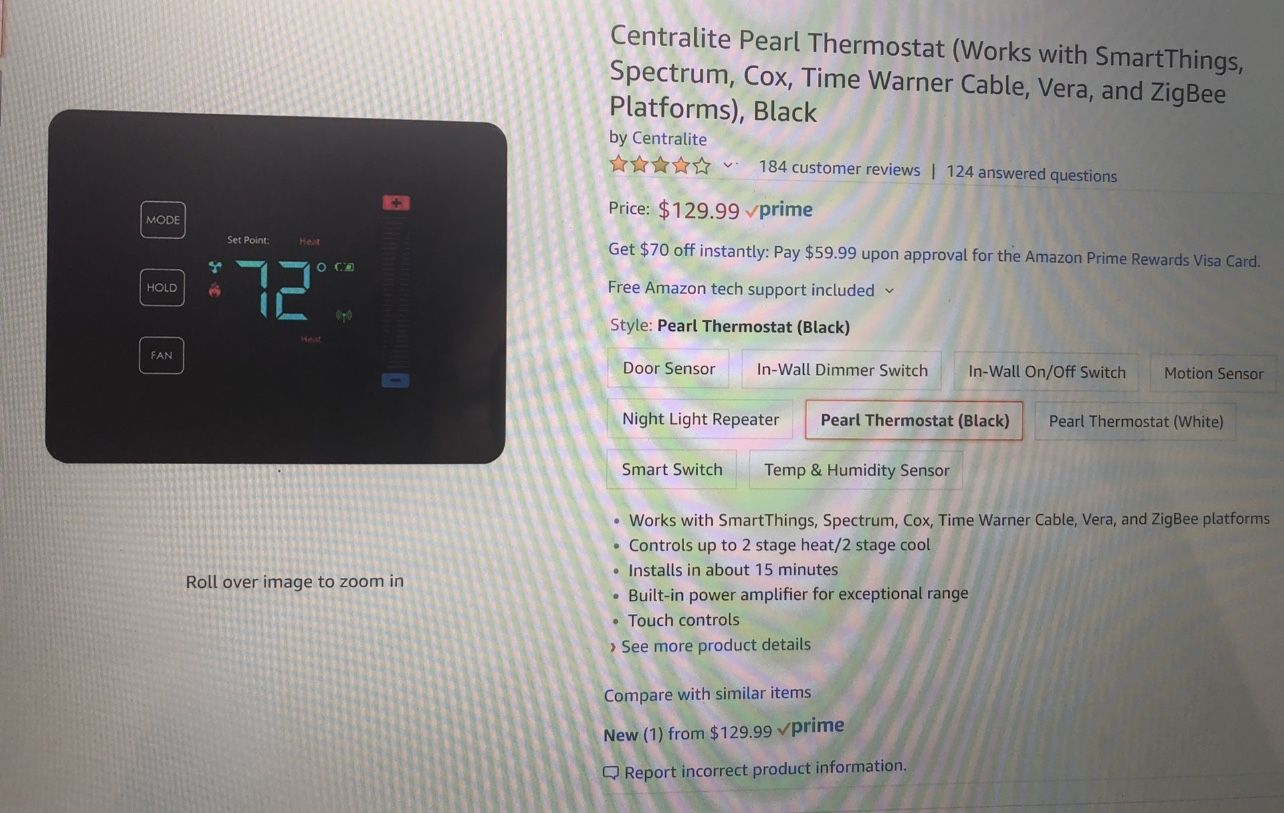 Centralite Pearl Thermostat (Works with SmartThings,
Spectrum, Cox, Time Warner Cable, Vera, and ZigBee
Platforms), Black
by Centralite
184 customer reviews | 124 answered questions
Price: $129.99 prime
Get $70 off instantly: Pay $59.99 upon approval for the Amazon Prime Rewards Visa Card.
Free Amazon tech support included
Style: Pearl Thermostat (Black)
Door Sensor
In-Wall Dimmer Switch
In-Wall On/Off Switch
Motion Sensor
Night Light Repeater
Pearl Thermostat (Black)
Pearl Thermostat (White)
Smart Switch
Temp & Humidity Sensor
• Works with SmartThings, Spectrum, Cox, Time Warner Cable, Vera, and ZigBee platforms
• Controls up to 2 stage heat/2 stage cool
• Installs in about 15 minutes
• Built-in power amplifier for exceptional range
• Touch controls
› See more product details
Compare with similar items
New (1) from $129.99 prime
Report incorrect product information.
MODE
HOLD
FAN
Set Point: Heat
72°
Heat
+
-
Roll over image to zoom in